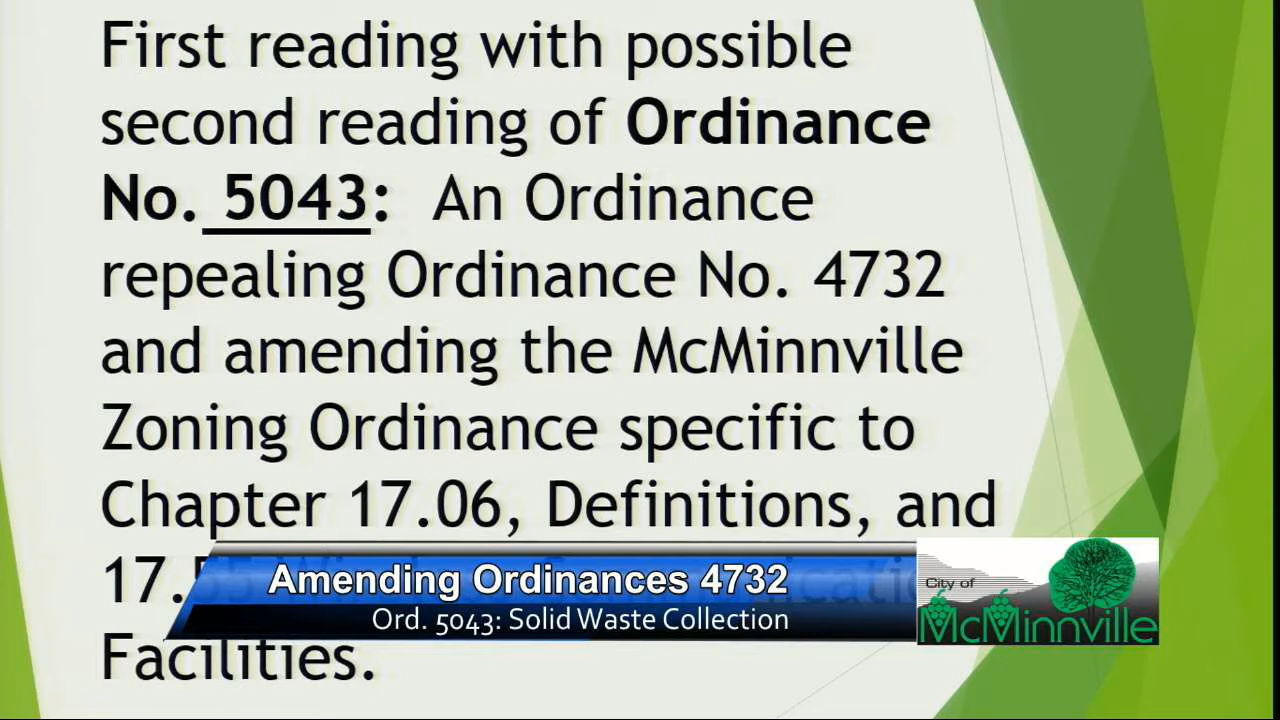 First reading with possible
second reading of Ordinance
No. 5043: An Ordinance
repealing Ordinance No. 4732
and amending the McMinnville
Zoning Ordinance specific to
Chapter 17.06, Definitions, and
17.
Facilities.
Amending Ordinances 4732
Ord. 5043: Solid Waste Collection
City of
McMinnville